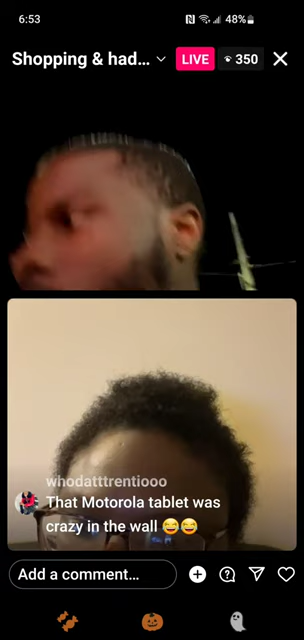 6:53
48%
Shopping & had...
LIVE
350
whodatttrentiooo
That Motorola tablet was
crazy in the wall 😂😂
Add a comment...